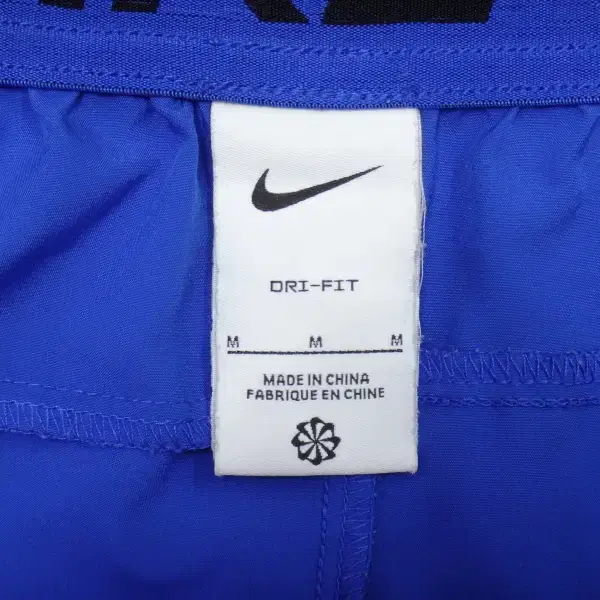 DRI-FIT
M M M
MADE IN CHINA
FABRIQUE EN CHINE